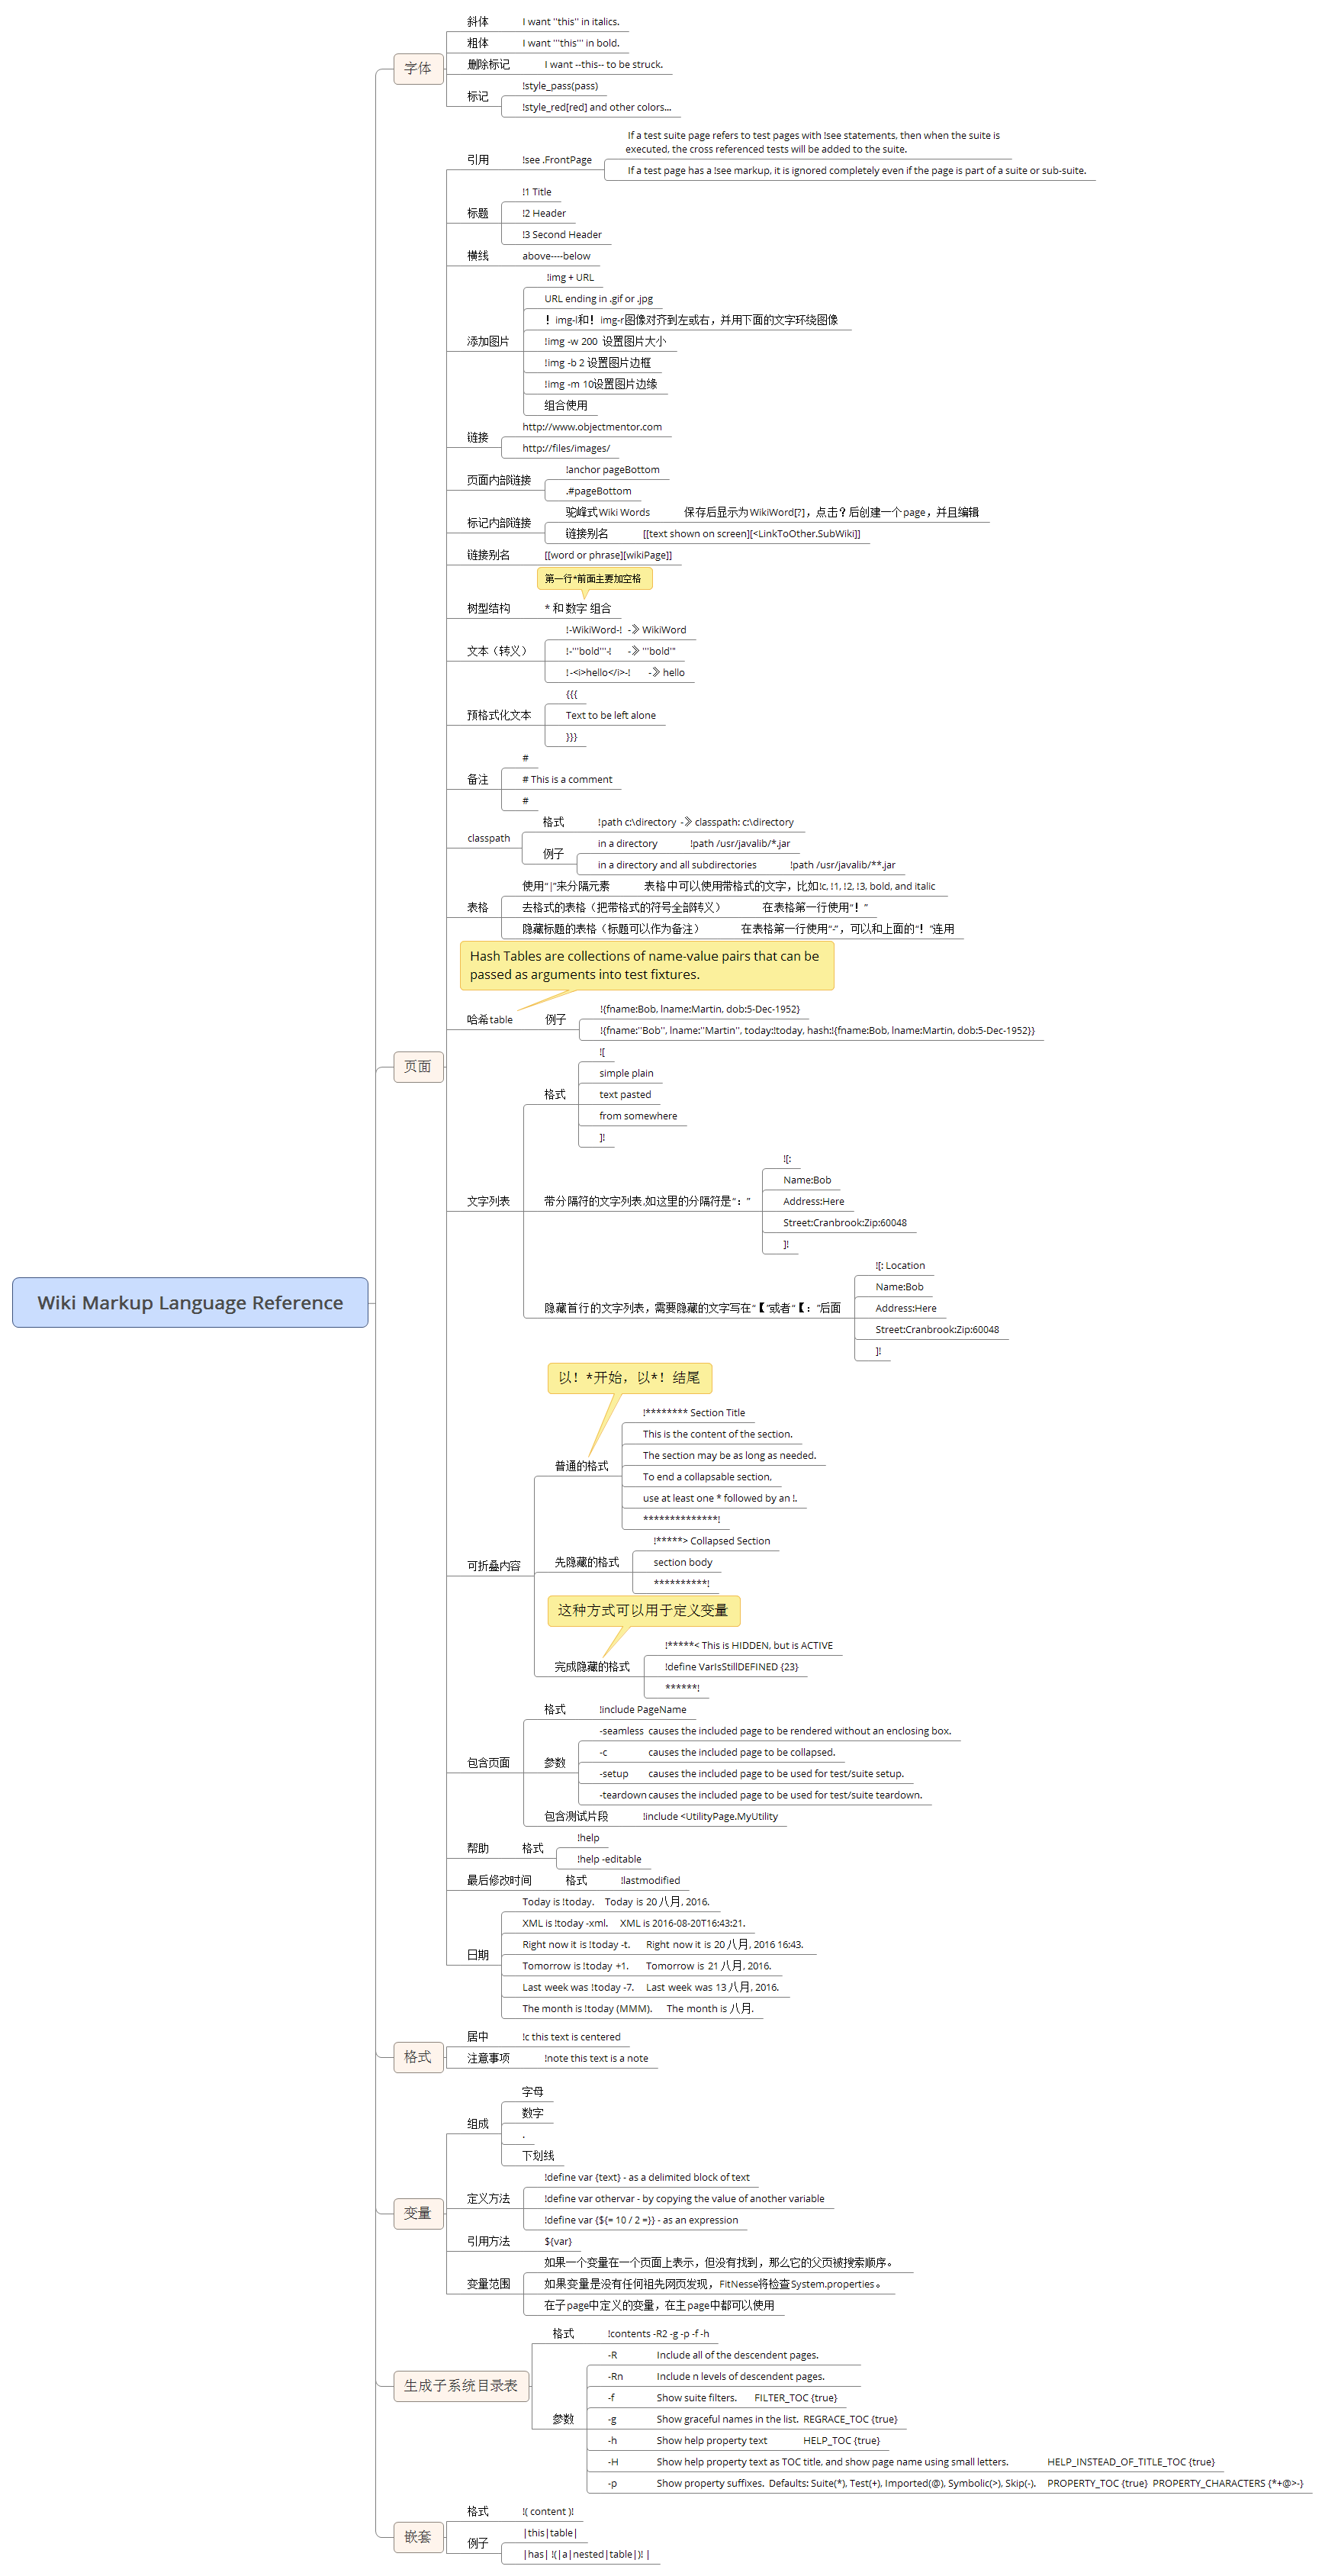 Wiki Markup Language Reference
字体
斜体
I want ''this'' in italics.
粗体
I want '''this''' in bold.
删除标记
I want --this-- to be struck.
标记
!style_pass(pass)
!style_red[red] and other colors...
页面
引用
!see .FrontPage
If a test suite page refers to test pages with !see statements, then when the suite is
executed, the cross referenced tests will be added to the suite.
If a test page has a !see markup, it is ignored completely even if the page is part of a suite or sub-suite.
标题
!1 Title
!2 Header
!3 Second Header
横线
above----below
添加图片
!img + URL
URL ending in .gif or .jpg
！img-l和！img-r图像对齐到左或右，并用下面的文字环绕图像
!img -w 200 设置图片大小
!img -b 2 设置图片边框
!img -m 10设置图片边缘
组合使用
链接
http://www.objectmentor.com
http://files/images/
页面内部链接
!anchor pageBottom
.#pageBottom
标记内部链接
驼峰式Wiki Words
保存后显示为WikiWord[?]，点击？后创建一个page，并且编辑
链接别名
[[text shown on screen][<LinkToOther.SubWiki]]
链接别名
[[word or phrase][wikiPage]]
第一行*前面主要加空格
树型结构
* 和 数字 组合
文本（转义）
!-WikiWord-! -》WikiWord
!-'''bold'''-! -》'''bold'''
!-<i>hello</i>-! -》hello
预格式化文本
{{{
Text to be left alone
}}}
备注
#
# This is a comment
#
classpath
格式
!path c:\directory -》classpath: c:\directory
例子
in a directory
!path /usr/javalib/*.jar
in a directory and all subdirectories
!path /usr/javalib/**.jar
表格
使用“|”来分隔元素
表格中可以使用带格式的文字，比如!c, !1, !2, !3, bold, and italic
去格式的表格（把带格式的符号全部转义）
在表格第一行使用“！”
隐藏标题的表格（标题可以作为备注）
在表格第一行使用“-”，可以和上面的“！”连用
Hash Tables are collections of name-value pairs that can be
passed as arguments into test fixtures.
哈希table
例子
!{fname:Bob, lname:Martin, dob:5-Dec-1952}
!{fname:''Bob'', lname:''Martin'', today:!today, hash:!{fname:Bob, lname:Martin, dob:5-Dec-1952}}
文字列表
格式
![
simple plain
text pasted
from somewhere
]!
带分隔符的文字列表,如这里的分隔符是“：”
![:
Name:Bob
Address:Here
Street:Cranbrook:Zip:60048
]!
隐藏首行的文字列表，需要隐藏的文字写在“【”或者“【：”后面
![: Location
Name:Bob
Address:Here
Street:Cranbrook:Zip:60048
]!
可折叠内容
以！*开始，以*！结尾
普通的格式
!******** Section Title
This is the content of the section.
The section may be as long as needed.
To end a collapsable section,
use at least one * followed by an !.
**************!
先隐藏的格式
!*****> Collapsed Section
section body
**********!
这种方式可以用于定义变量
完成隐藏的格式
!*****< This is HIDDEN, but is ACTIVE
!define VarIsStillDEFINED {23}
******!
包含页面
格式
!include PageName
参数
-seamless causes the included page to be rendered without an enclosing box.
-c causes the included page to be collapsed.
-setup causes the included page to be used for test/suite setup.
-teardown causes the included page to be used for test/suite teardown.
包含测试片段
!include <UtilityPage.MyUtility
帮助
格式
!help
!help -editable
最后修改时间
格式
!lastmodified
日期
Today is !today. Today is 20 八月, 2016.
XML is !today -xml. XML is 2016-08-20T16:43:21.
Right now it is !today -t. Right now it is 20 八月, 2016 16:43.
Tomorrow is !today +1. Tomorrow is 21 八月, 2016.
Last week was !today -7. Last week was 13 八月, 2016.
The month is !today (MMM). The month is 八月.
格式
居中
!c this text is centered
注意事项
!note this text is a note
变量
组成
字母
数字
.
下划线
定义方法
!define var {text} - as a delimited block of text
!define var othervar - by copying the value of another variable
!define var {${= 10 / 2 =}} - as an expression
引用方法
${var}
变量范围
如果一个变量在一个页面上表示，但没有找到，那么它的父页被搜索顺序。
如果变量是没有任何祖先网页发现，FitNesse将检查System.properties。
在子page中定义的变量，在主page中都可以使用
生成子系统目录表
格式
!contents -R2 -g -p -f -h
参数
-R Include all of the descendent pages.
-Rn Include n levels of descendent pages.
-f Show suite filters. FILTER_TOC {true}
-g Show graceful names in the list. REGRACE_TOC {true}
-h Show help property text HELP_TOC {true}
-H Show help property text as TOC title, and show page name using small letters. HELP_INSTEAD_OF_TITLE_TOC {true}
-p Show property suffixes. Defaults: Suite(*), Test(+), Imported(@), Symbolic(>), Skip(-). PROPERTY_TOC {true} PROPERTY_CHARACTERS {*+@>-}
嵌套
格式
!( content )!
例子
|this|table|
|has| !(|a|nested|table|)! |